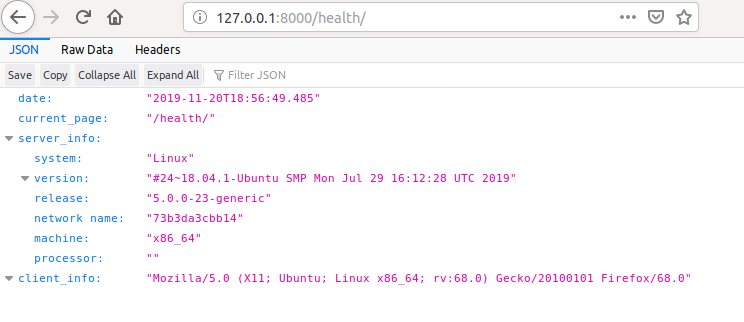 127.0.0.1:8000/health/
JSON Raw Data Headers
Save Copy Collapse All Expand All Filter JSON
date: "2019-11-20T18:56:49.485"
current_page: "/health/"
server_info:
system: "Linux"
version: "#24~18.04.1-Ubuntu SMP Mon Jul 29 16:12:28 UTC 2019"
release: "5.0.0-23-generic"
network name: "73b3da3cbb14"
machine: "x86_64"
processor: ""
client_info: "Mozilla/5.0 (X11; Ubuntu; Linux x86_64; rv:68.0) Gecko/20100101 Firefox/68.0"